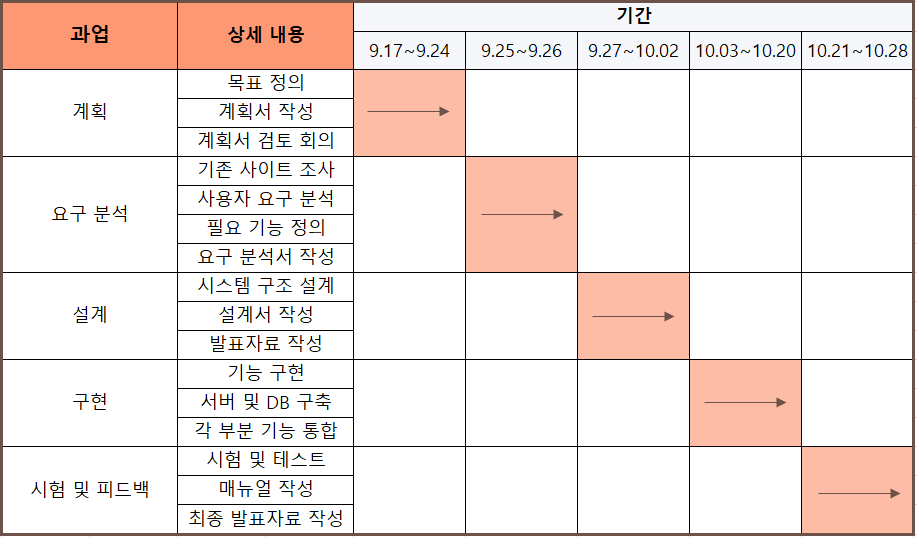 과업
상세 내용
기간
9.17~9.24
9.25~9.26
9.27~10.02
10.03~10.20
10.21~10.28
계획
목표 정의
계획서 작성
계획서 검토 회의
요구 분석
기존 사이트 조사
사용자 요구 분석
필요 기능 정의
요구 분석서 작성
설계
시스템 구조 설계
설계서 작성
발표자료 작성
구현
기능 구현
서버 및 DB 구축
각 부분 기능 통합
시험 및 피드백
시험 및 테스트
매뉴얼 작성
최종 발표자료 작성